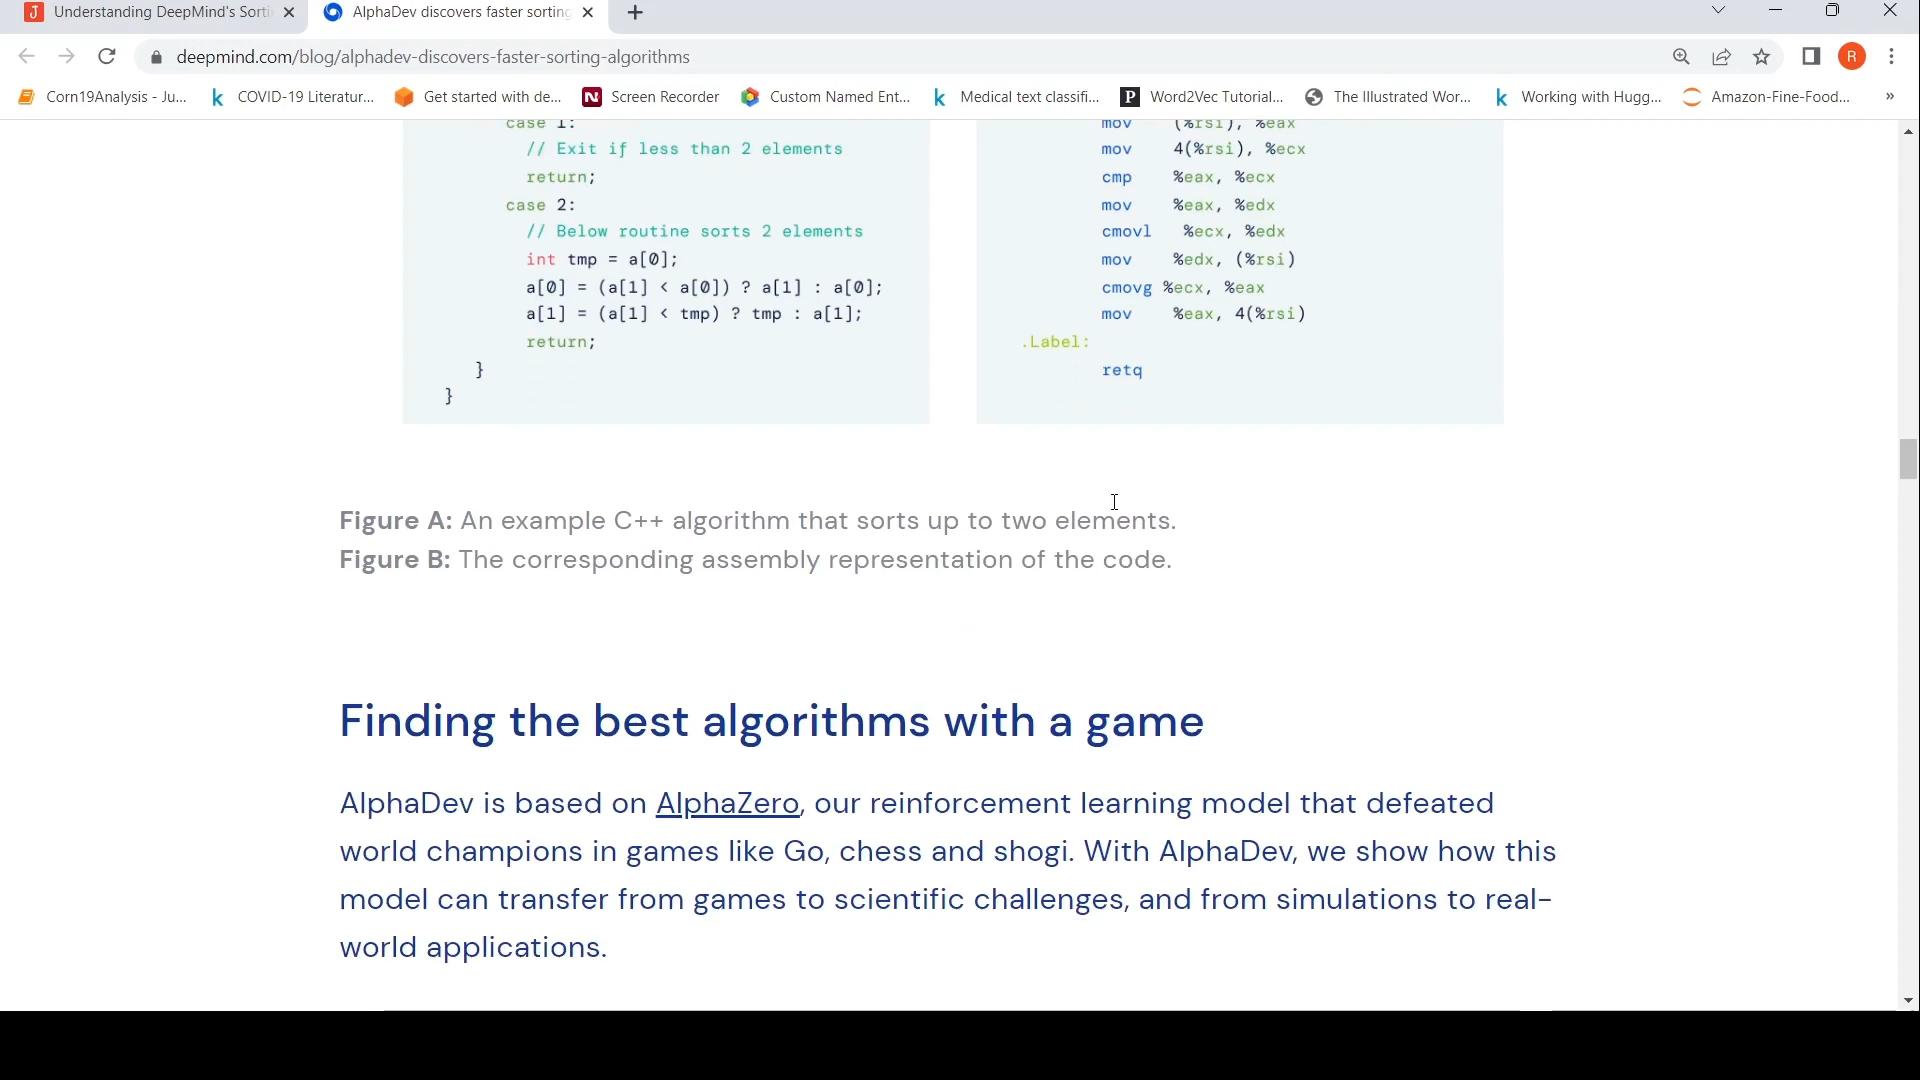 Understanding DeepMind's Sorti
AlphaDev discovers faster sorting
deepmind.com/blog/alphadev-discovers-faster-sorting-algorithms
R
Corn19Analysis - Ju...
COVID-19 Literatur...
Get started with de...
Screen Recorder
Custom Named Ent...
Medical text classifi...
Word2Vec Tutorial...
The Illustrated Wor...
Working with Hugg...
Amazon-Fine-Food...
»
case 1:
// Exit if less than 2 elements
return;
case 2:
// Below routine sorts 2 elements
int tmp = a[0];
a[0] = (a[1] < a[0]) ? a[1] : a[0];
a[1] = (a[1] < tmp) ? tmp : a[1];
return;
}
}
mov (%rsi), %eax
mov 4(%rsi), %ecx
cmp %eax, %ecx
mov %eax, %edx
cmovl %ecx, %edx
mov %edx, (%rsi)
cmovg %ecx, %eax
mov %eax, 4(%rsi)
.Label:
retq
Figure A: An example C++ algorithm that sorts up to two elements.
Figure B: The corresponding assembly representation of the code.
Finding the best algorithms with a game
AlphaDev is based on AlphaZero, our reinforcement learning model that defeated
world champions in games like Go, chess and shogi. With AlphaDev, we show how this
model can transfer from games to scientific challenges, and from simulations to real-
world applications.